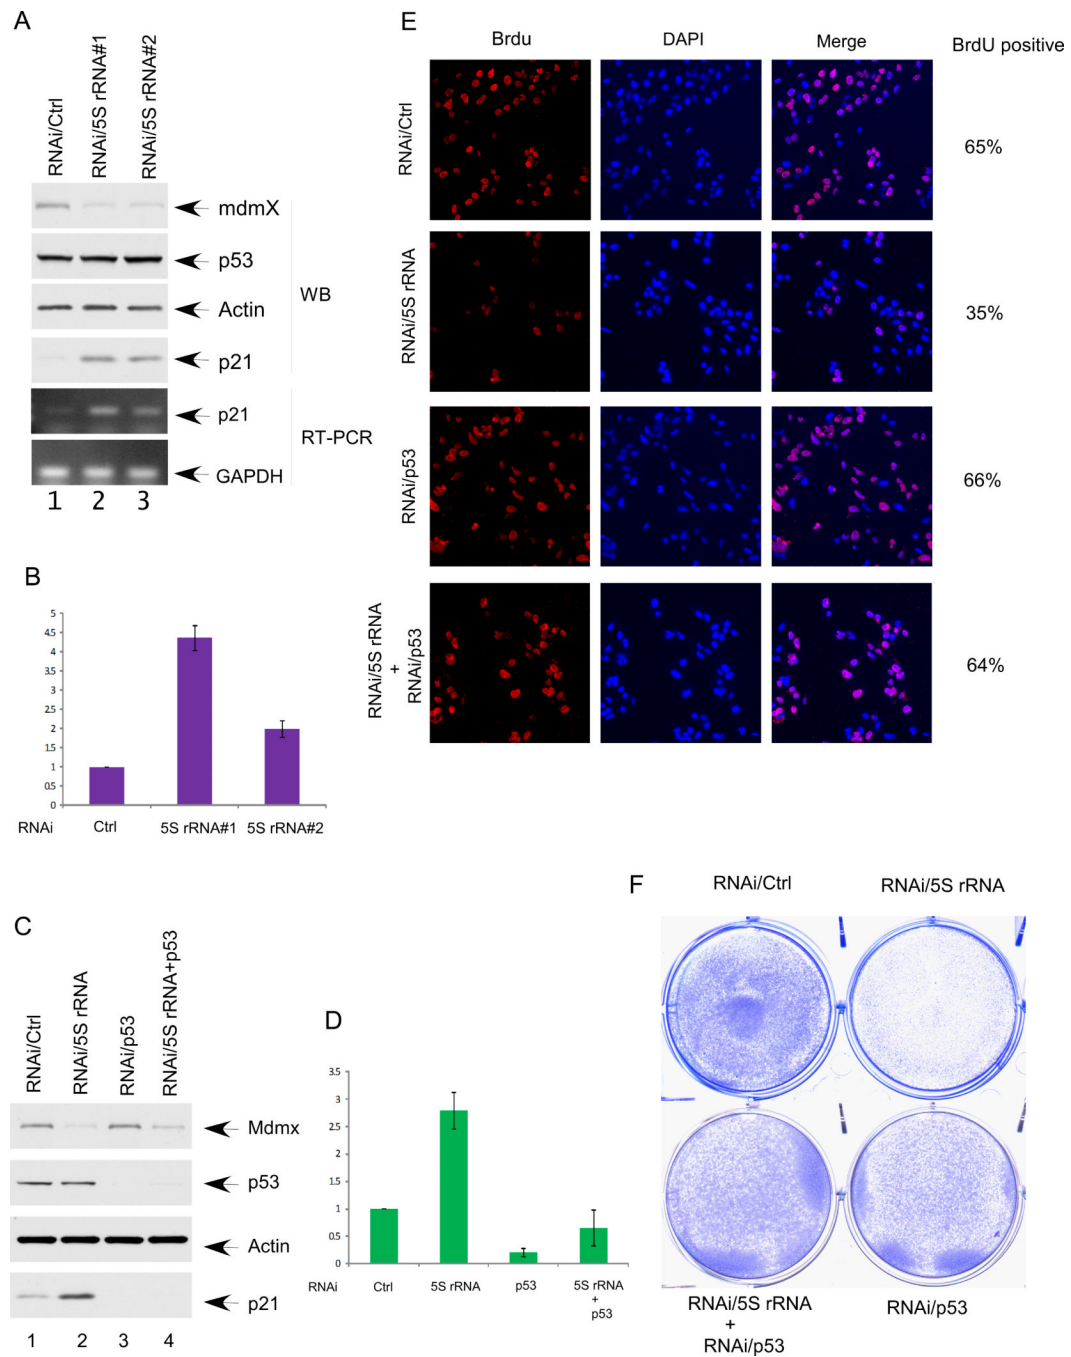 A
RNAi/Ctrl
RNAi/5S rRNA#1
RNAi/5S rRNA#2
mdmX
p53
Actin
p21
WB
p21
GAPDH
RT-PCR
1 2 3
B
5
4.5
4
3.5
3
2.5
2
1.5
1
0.5
0
RNAi Ctrl 5S rRNA#1 5S rRNA#2
C
RNAi/Ctrl
RNAi/5S rRNA
RNAi/p53
RNAi/5S rRNA+p53
Mdmx
p53
Actin
p21
1 2 3 4
D
3.5
3
2.5
2
1.5
1
0.5
0
RNAi Ctrl 5S rRNA p53 5S rRNA
+
p53
E
Brdu DAPI Merge BrdU positive
RNAi/Ctrl
65%
RNAi/5S rRNA
35%
RNAi/p53
66%
RNAi/5S rRNA
+
RNAi/p53
64%
F
RNAi/Ctrl RNAi/5S rRNA
RNAi/5S rRNA RNAi/p53
+
RNAi/p53